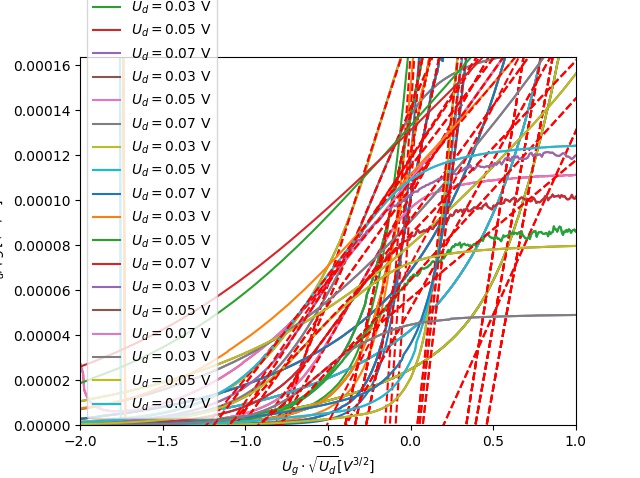 U_d = 0.03 V
U_d = 0.05 V
U_d = 0.07 V
U_d = 0.03 V
U_d = 0.05 V
U_d = 0.07 V
U_d = 0.03 V
U_d = 0.05 V
U_d = 0.07 V
U_d = 0.03 V
U_d = 0.05 V
U_d = 0.07 V
U_d = 0.03 V
U_d = 0.05 V
U_d = 0.07 V
U_d = 0.03 V
U_d = 0.05 V
U_d = 0.07 V
0.00016
0.00014
0.00012
0.00010
0.00008
0.00006
0.00004
0.00002
0.00000
−2.0 −1.5 −1.0 −0.5 0.0 0.5 1.0
U_g · √U_d [V^{3/2}]